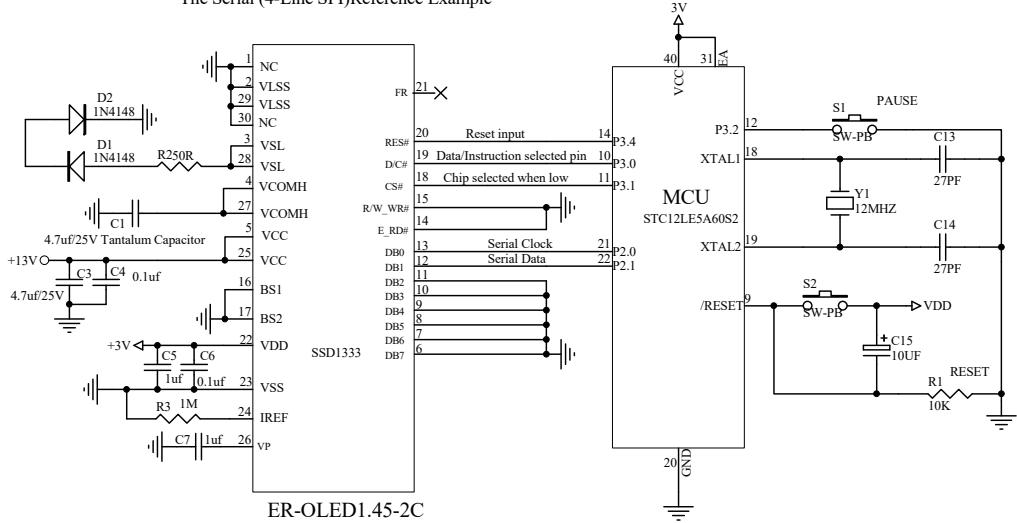 The Serial (4-Line SPI)Reference Example
1 NC
2 VLSS
29 VLSS
30 NC
3 VSL
28 VSL
4 VCOMH
27 VCOMH
5 VCC
25 VCC
16 BS1
17 BS2
22 VDD
23 VSS
24 IREF
26 VP
D2
1N4148
D1
1N4148
R250R
C1
4.7uf/25V Tantalum Capacitor
+13V
C3
C4
0.1uf
4.7uf/25V
+3V
C5
C6
1uf
0.1uf
R3 1M
C7 1uf
SSD1333
ER-OLED1.45-2C
FR 21
RES# 20 Reset input 14 P3.4
D/C# 19 Data/Instruction selected pin 10 P3.0
CS# 18 Chip selected when low 11 P3.1
R/W_WR# 15
E_RD# 14
DB0 13 Serial Clock 21 P2.0
DB1 12 Serial Data 22 P2.1
DB2 11
DB3 10
DB4 9
DB5 8
DB6 7
DB7 6
3V
40 31
VCC EA
MCU
STC12LE5A60S2
P3.2 12
XTAL1 18
XTAL2 19
/RESET 9
20 GND
S1 PAUSE
SW-PB
C13
27PF
Y1
12MHZ
C14
27PF
S2
SW-PB
VDD
+
C15
10UF
RESET
R1
10K